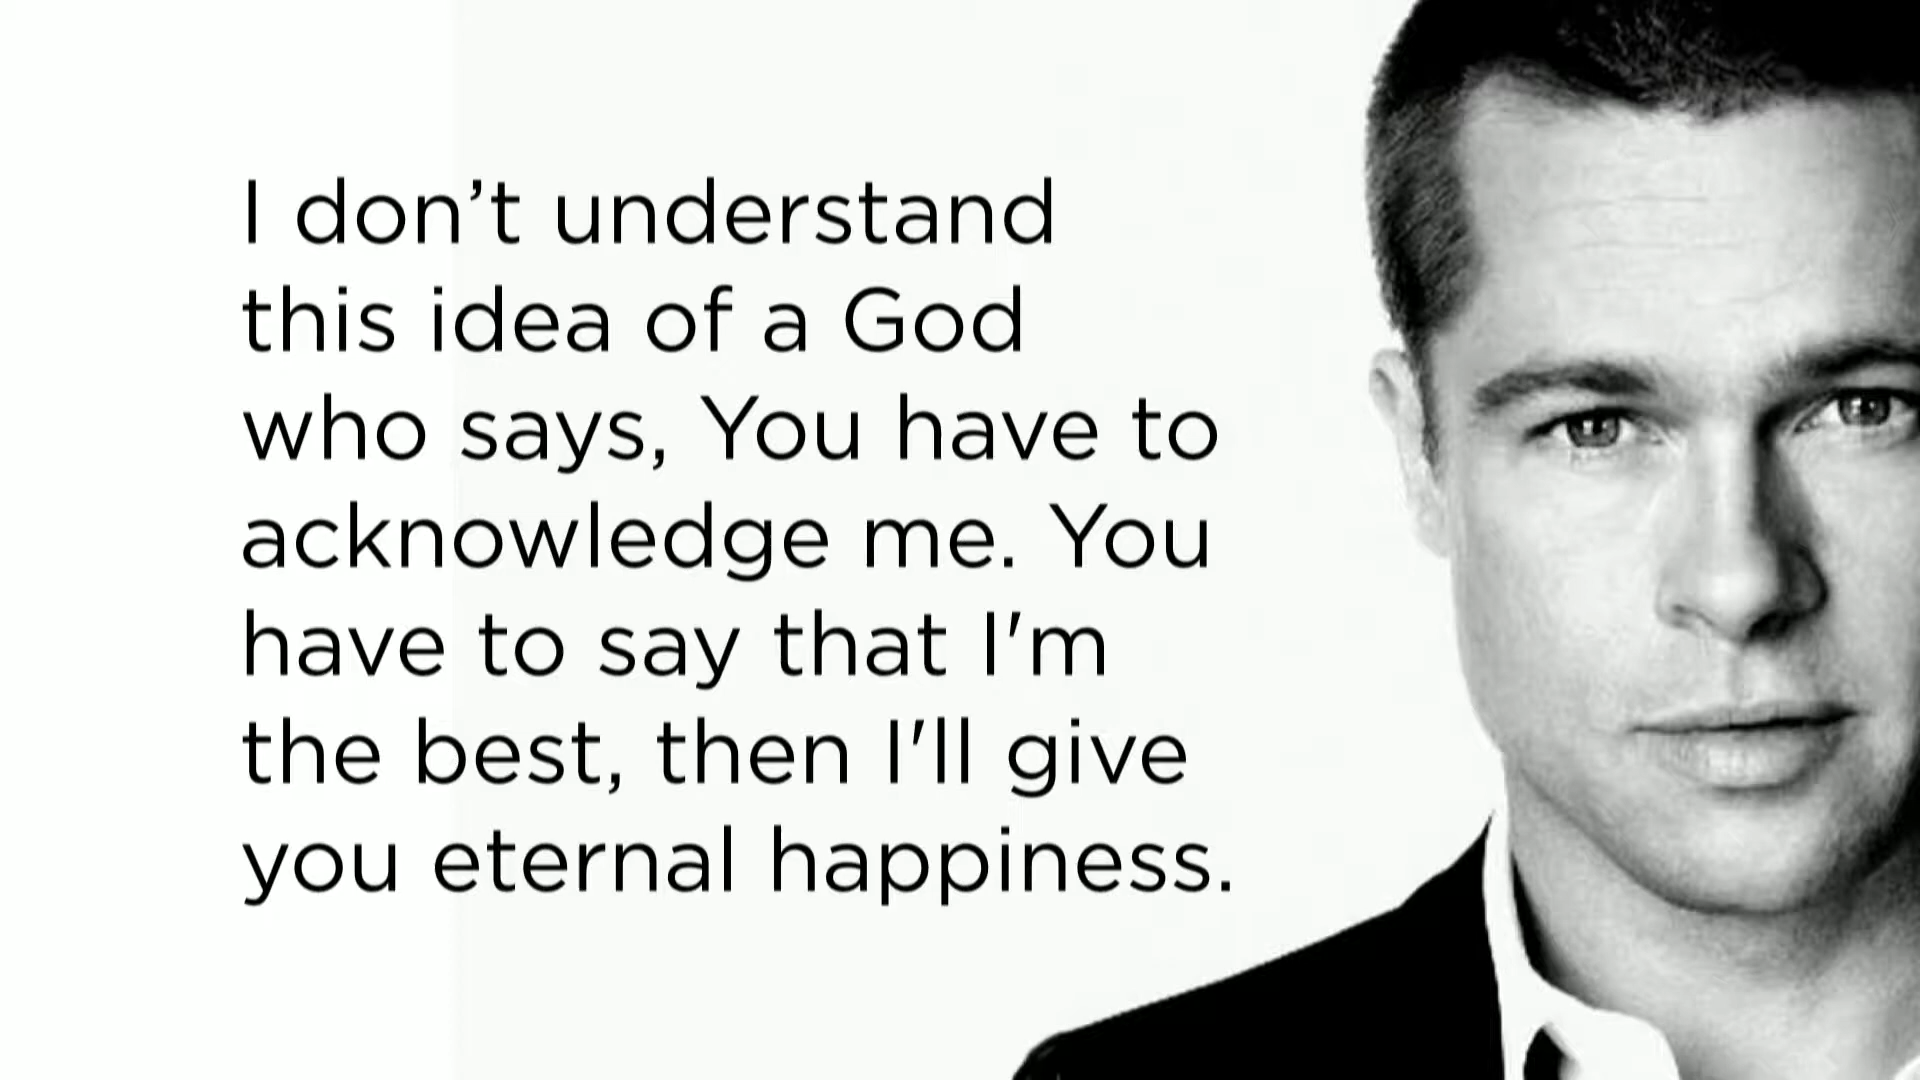 I don’t understand
this idea of a God
who says, You have to
acknowledge me. You
have to say that I'm
the best, then I'll give
you eternal happiness.